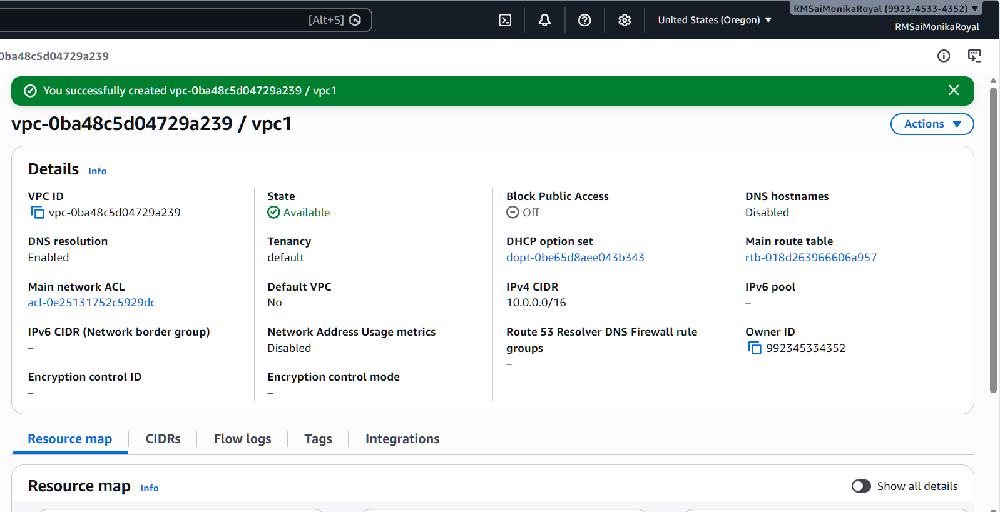 [Alt+S]
United States (Oregon) ▼
RMSaiMonikaRoyal (9923-4533-4352) ▼
RMSaiMonikaRoyal
0ba48c5d04729a239
You successfully created vpc-0ba48c5d04729a239 / vpc1
vpc-0ba48c5d04729a239 / vpc1
Actions ▼
Details Info
VPC ID
vpc-0ba48c5d04729a239
State
Available
Block Public Access
Off
DNS hostnames
Disabled
DNS resolution
Enabled
Tenancy
default
DHCP option set
dopt-0be65d8aee043b343
Main route table
rtb-018d263966606a957
Main network ACL
acl-0e25131752c5929dc
Default VPC
No
IPv4 CIDR
10.0.0.0/16
IPv6 pool
–
IPv6 CIDR (Network border group)
–
Network Address Usage metrics
Disabled
Route 53 Resolver DNS Firewall rule
groups
–
Owner ID
992345334352
Encryption control ID
–
Encryption control mode
–
Resource map
CIDRs
Flow logs
Tags
Integrations
Resource map Info
Show all details